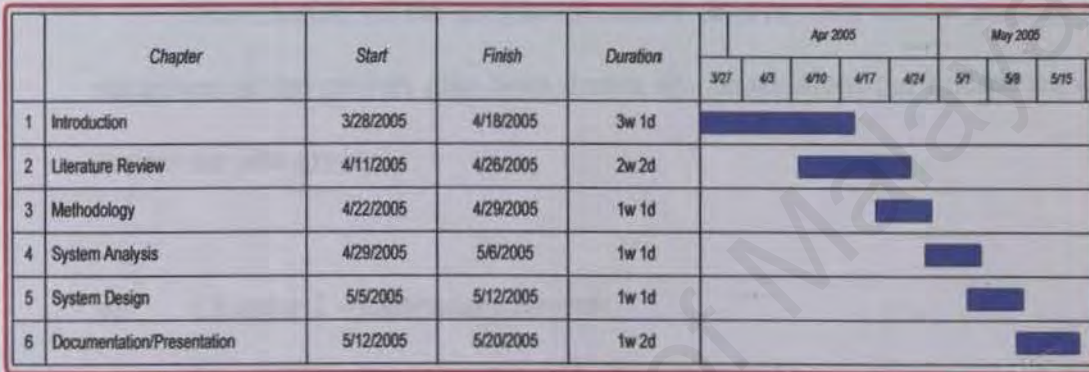 Chapter Start Finish Duration Apr 2005 May 2005
3/27 4/3 4/10 4/17 4/24 5/1 5/8 5/15
1 Introduction 3/28/2005 4/18/2005 3w 1d
2 Literature Review 4/11/2005 4/26/2005 2w 2d
3 Methodology 4/22/2005 4/29/2005 1w 1d
4 System Analysis 4/29/2005 5/6/2005 1w 1d
5 System Design 5/5/2005 5/12/2005 1w 1d
6 Documentation/Presentation 5/12/2005 5/20/2005 1w 2d
of Malaya